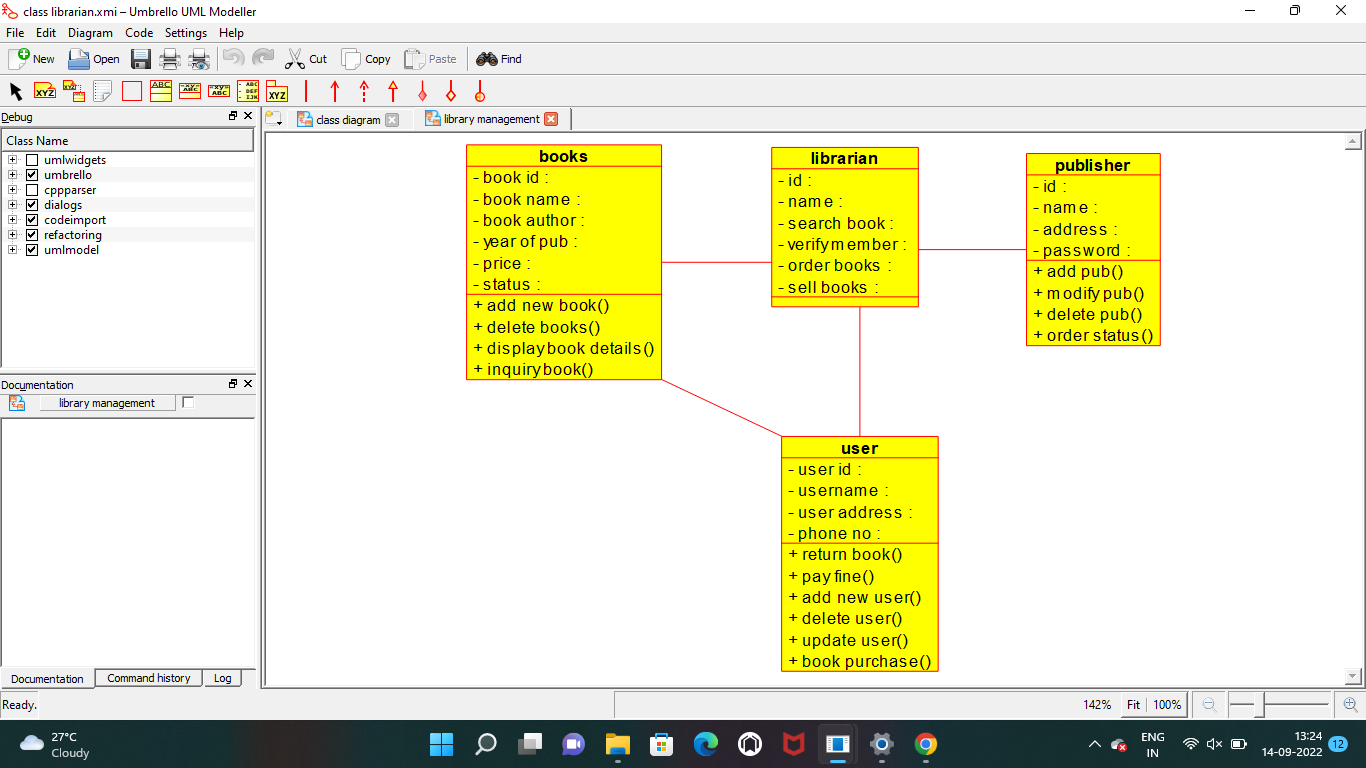 class librarian.xmi – Umbrello UML Modeller
File Edit Diagram Code Settings Help
New Open Cut Copy Paste Find
XYZ XYZ ABC -xy= ABC -xy= ABC - ABC DEF IJK XYZ
Debug
class diagram library management
Class Name
umlwidgets
umbrello
cppparser
dialogs
codeimport
refactoring
umlmodel
Documentation
library management
Documentation Command history Log
books
- book id :
- book name :
- book author :
- year of pub :
- price :
- status :
+ add new book()
+ delete books()
+ display book details()
+ inquiry book()
librarian
- id :
- name :
- search book :
- verify member :
- order books :
- sell books :
publisher
- id :
- name :
- address :
- password :
+ add pub()
+ modify pub()
+ delete pub()
+ order status()
user
- user id :
- username :
- user address :
- phone no :
+ return book()
+ pay fine()
+ add new user()
+ delete user()
+ update user()
+ book purchase()
Ready. 142% Fit 100%
27°C
Cloudy
ENG
IN
13:24
14-09-2022
12